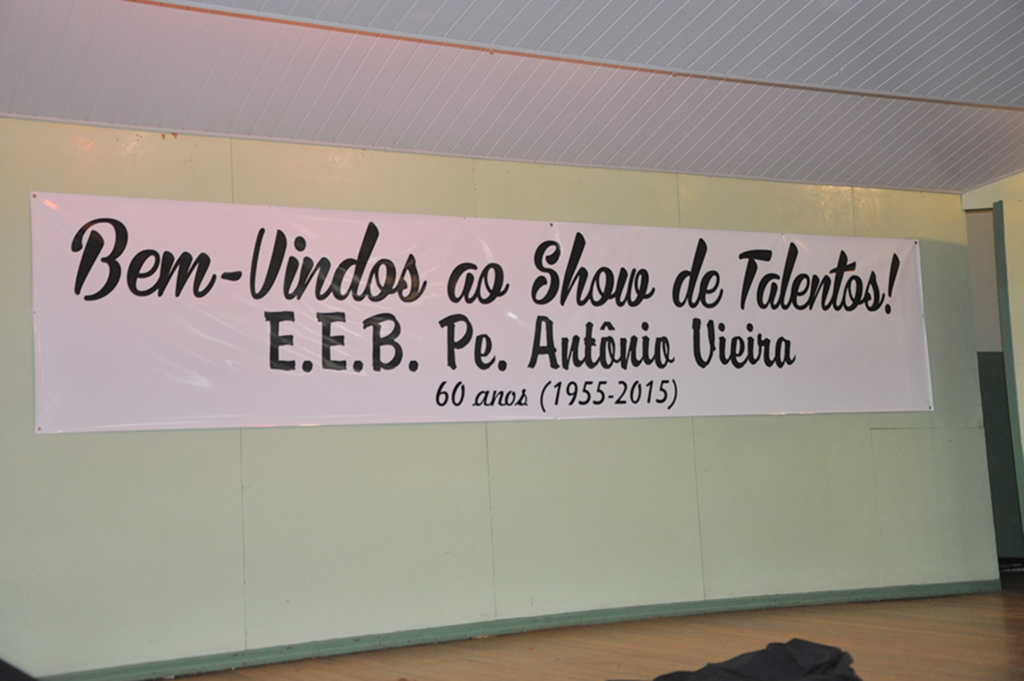 Bem-Vindos ao Show de Talentos!
E.E.B. Pe. Antônio Vieira
60 anos (1955-2015)